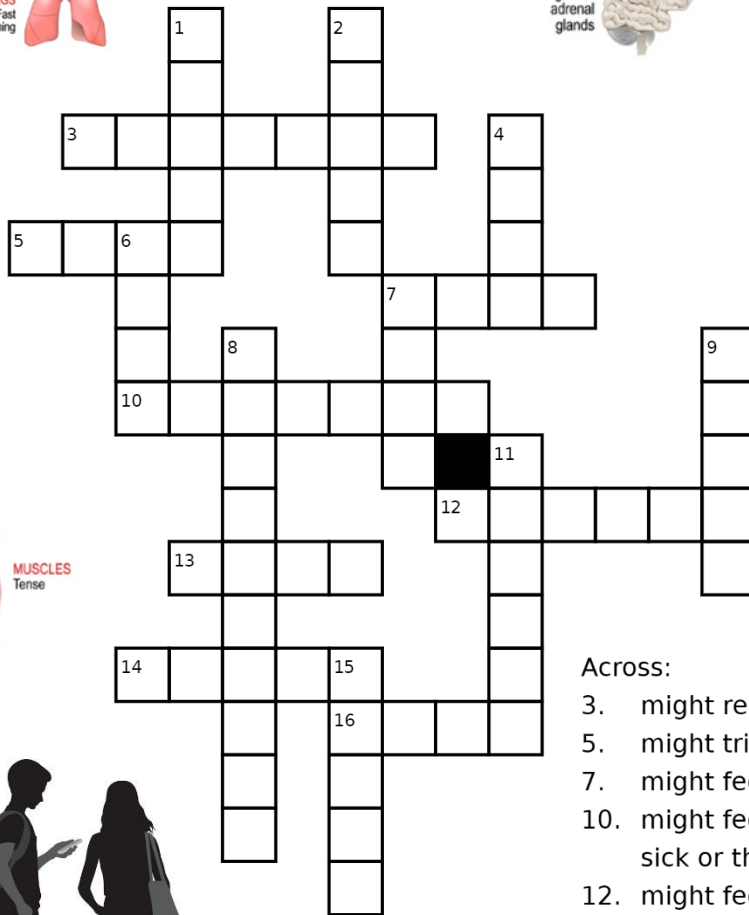 Fast
adrenal
glands
1
2
3
4
5
6
7
8
9
10
11
12
13
MUSCLES
Tense
14
15
16
Across:
3. might re
5. might tri
7. might fe
10. might fe
sick or th
12. might fe